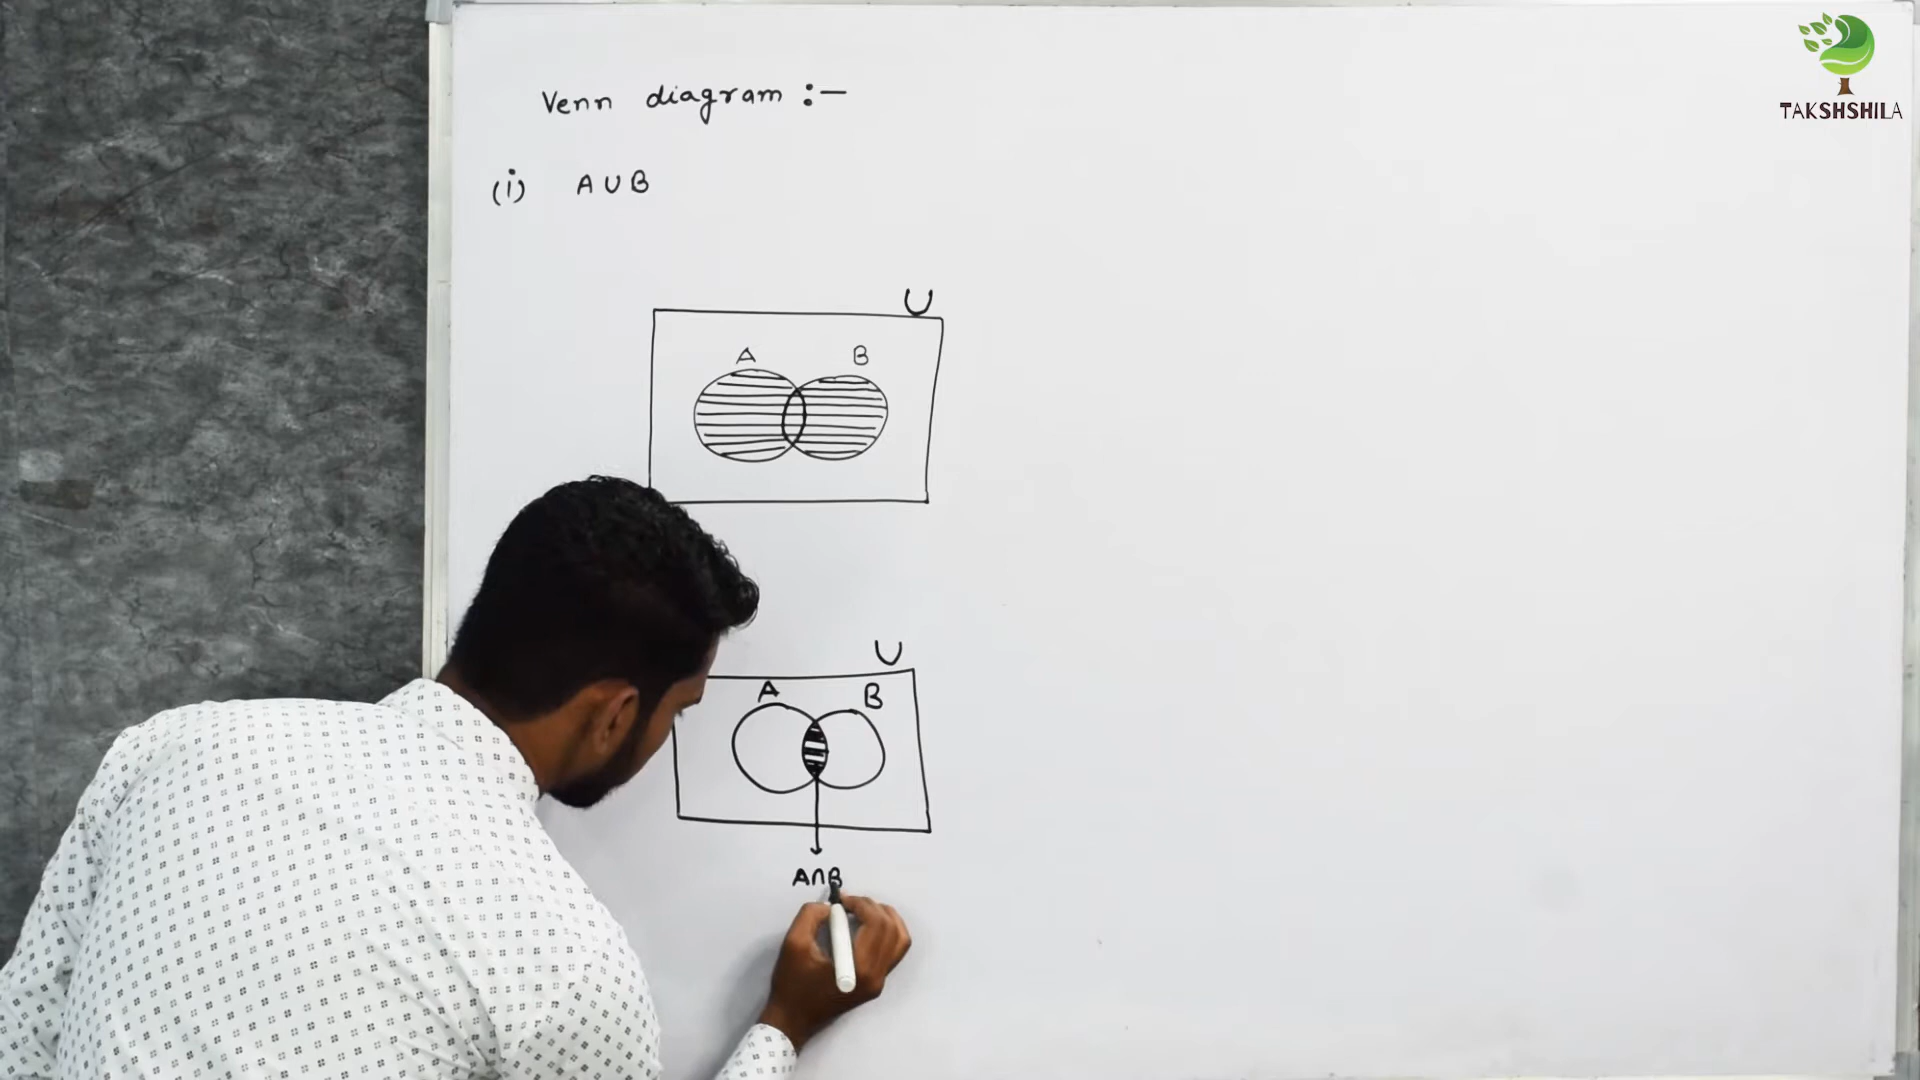 TAKSHSHILA
Venn diagram :-
(i) A∪B
U
A B
U
A B
A∩B